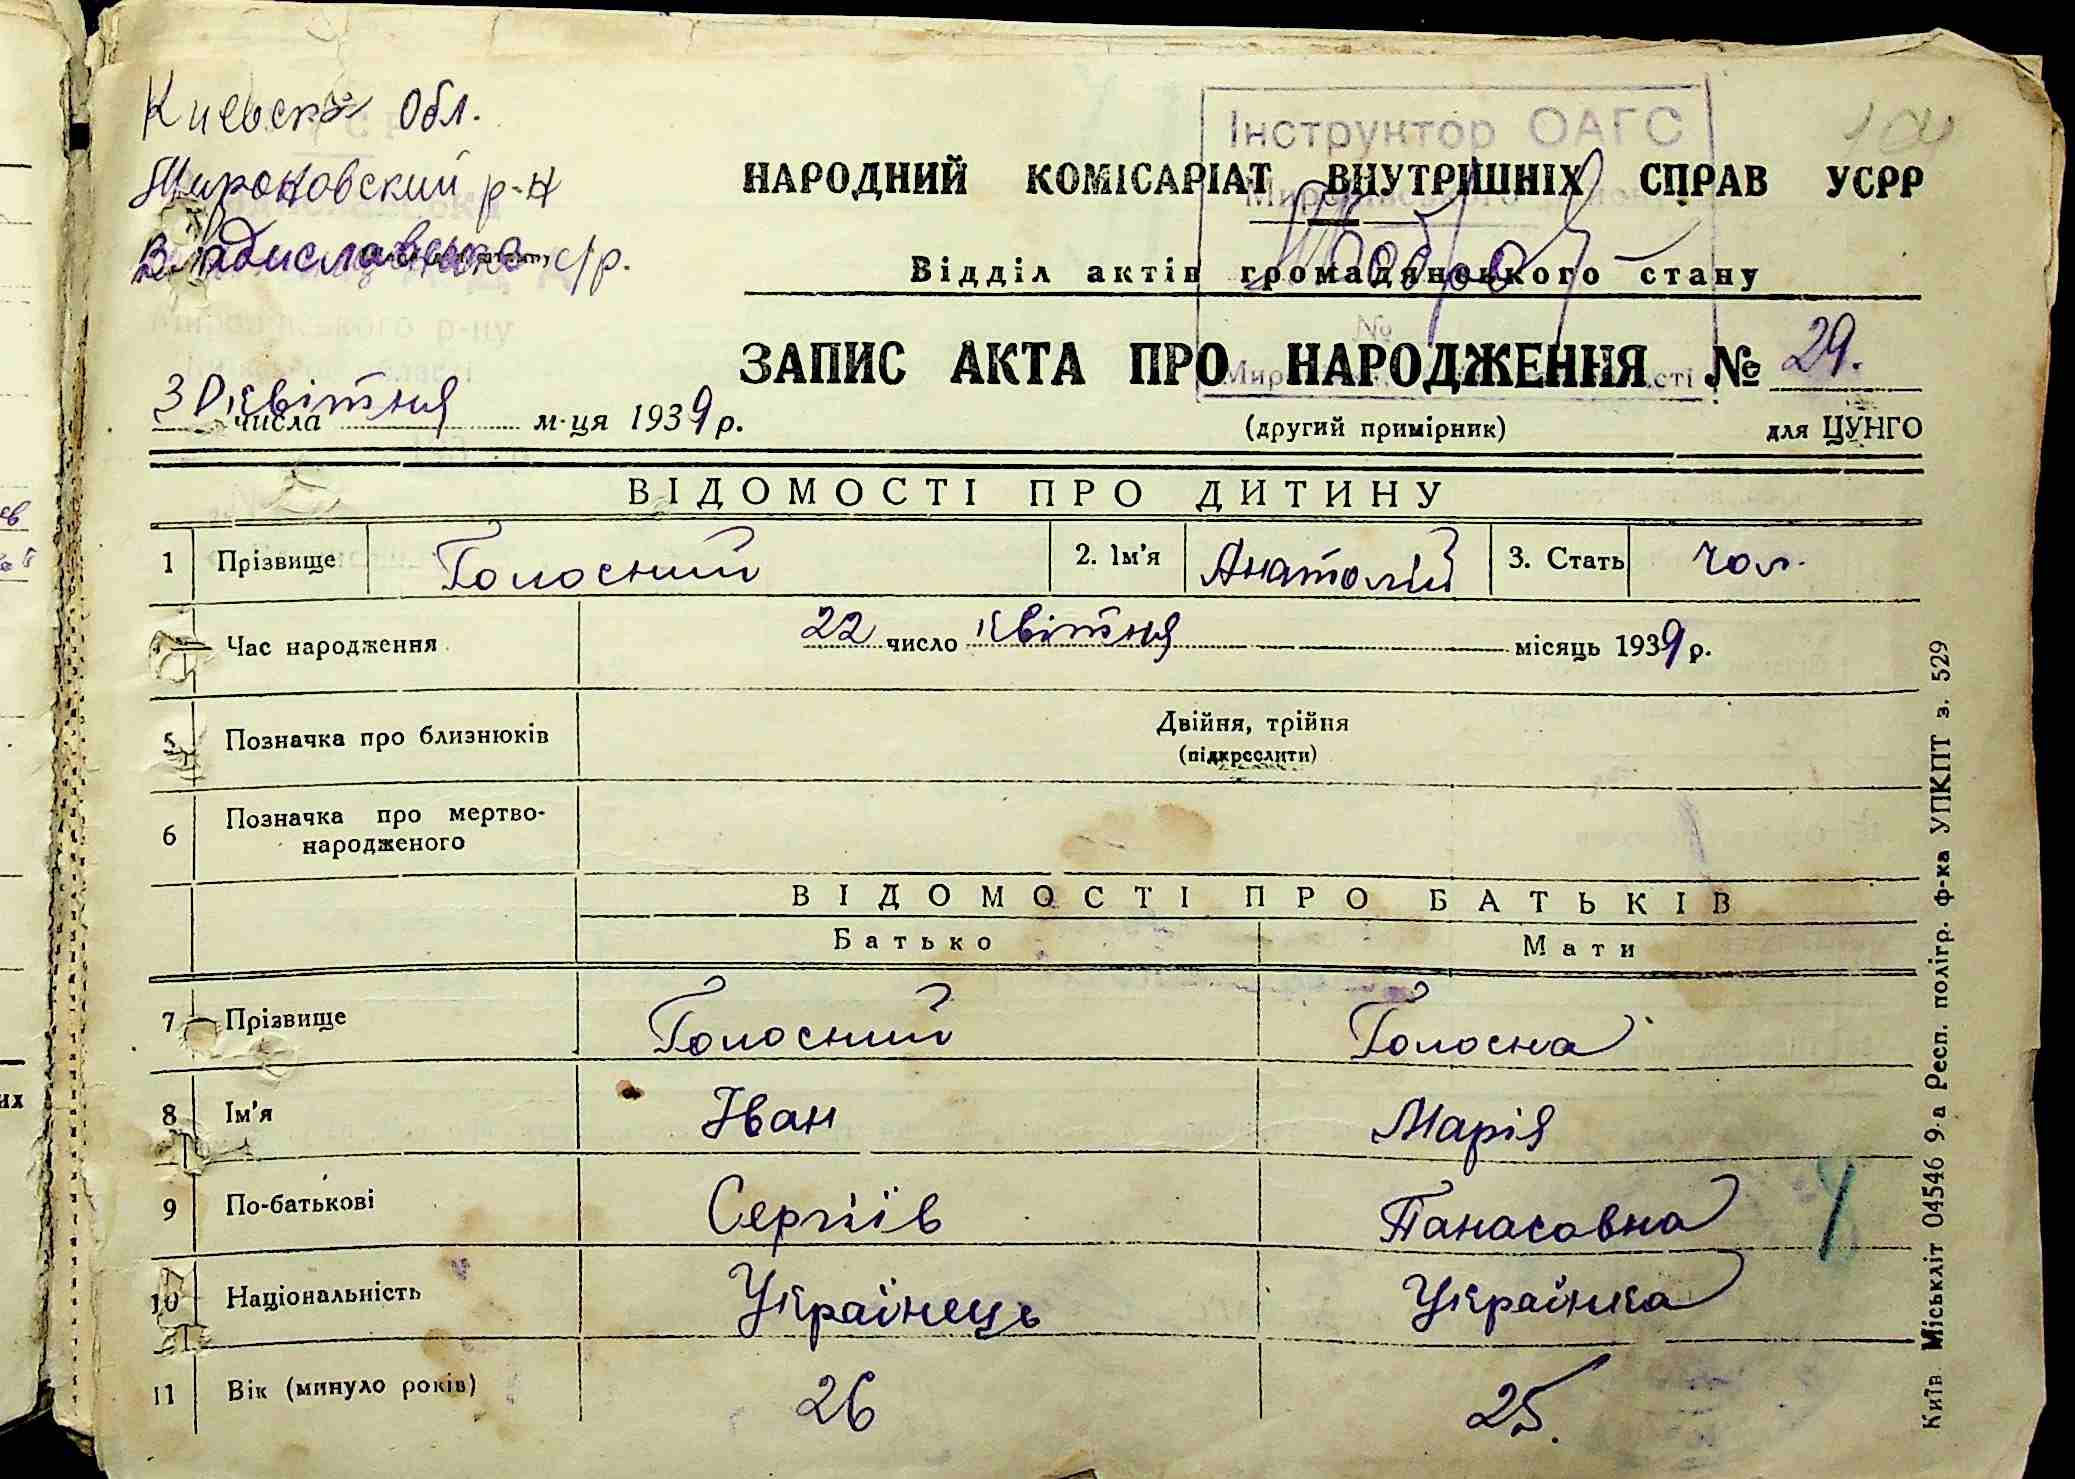 Киевская Обл.
Мироновский р-н
Владиславська с/р.
Інструктор ОАГС
НАРОДНИЙ КОМІСАРІАТ ВНУТРІШНІХ СПРАВ УСРР
Відділ актів громадянського стану
ЗАПИС АКТА ПРО НАРОДЖЕННЯ № 29.
30 числа квітня м-ця 1939 р.
(другий примірник) для ЦУНГО
ВІДОМОСТІ ПРО ДИТИНУ
1 Прізвище Голосний 2. Ім'я Анатолій 3. Стать чол.
Час народження 22 число квітня місяць 1939 р.
5 Позначка про близнюків Двійня, трійня
(підкреслити)
6 Позначка про мертво-
народженого
ВІДОМОСТІ ПРО БАТЬКІВ
Батько Мати
7 Прізвище Голосний Голосна
8 Ім'я Іван Марія
9 По-батькові Сергіїв Панасовна
10 Національність Українець Українка
11 Вік (минуло років) 26 25.
Київ. Міськліт 04546 9-а Респ. полігр. ф-ка УПКПТ з. 529